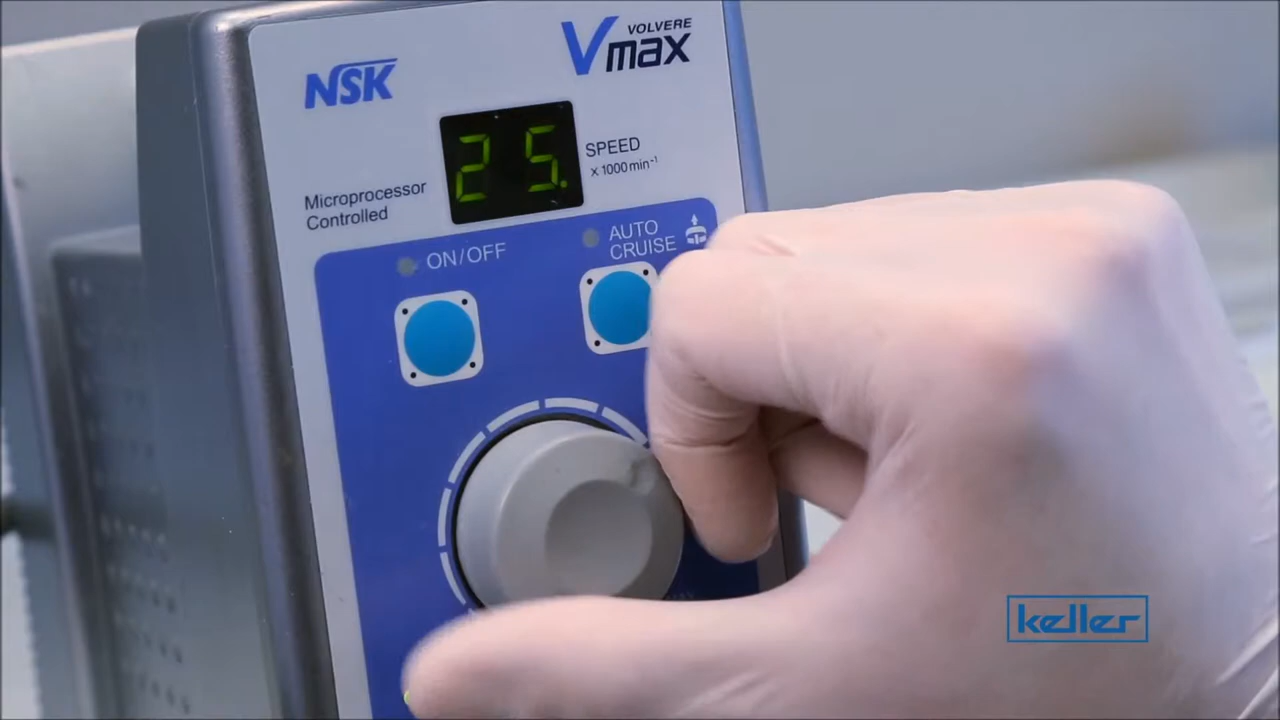 VOLVERE
Vmax
NSK
25.
SPEED
x 1000 min⁻¹
Microprocessor
Controlled
ON/OFF
AUTO
CRUISE
keller